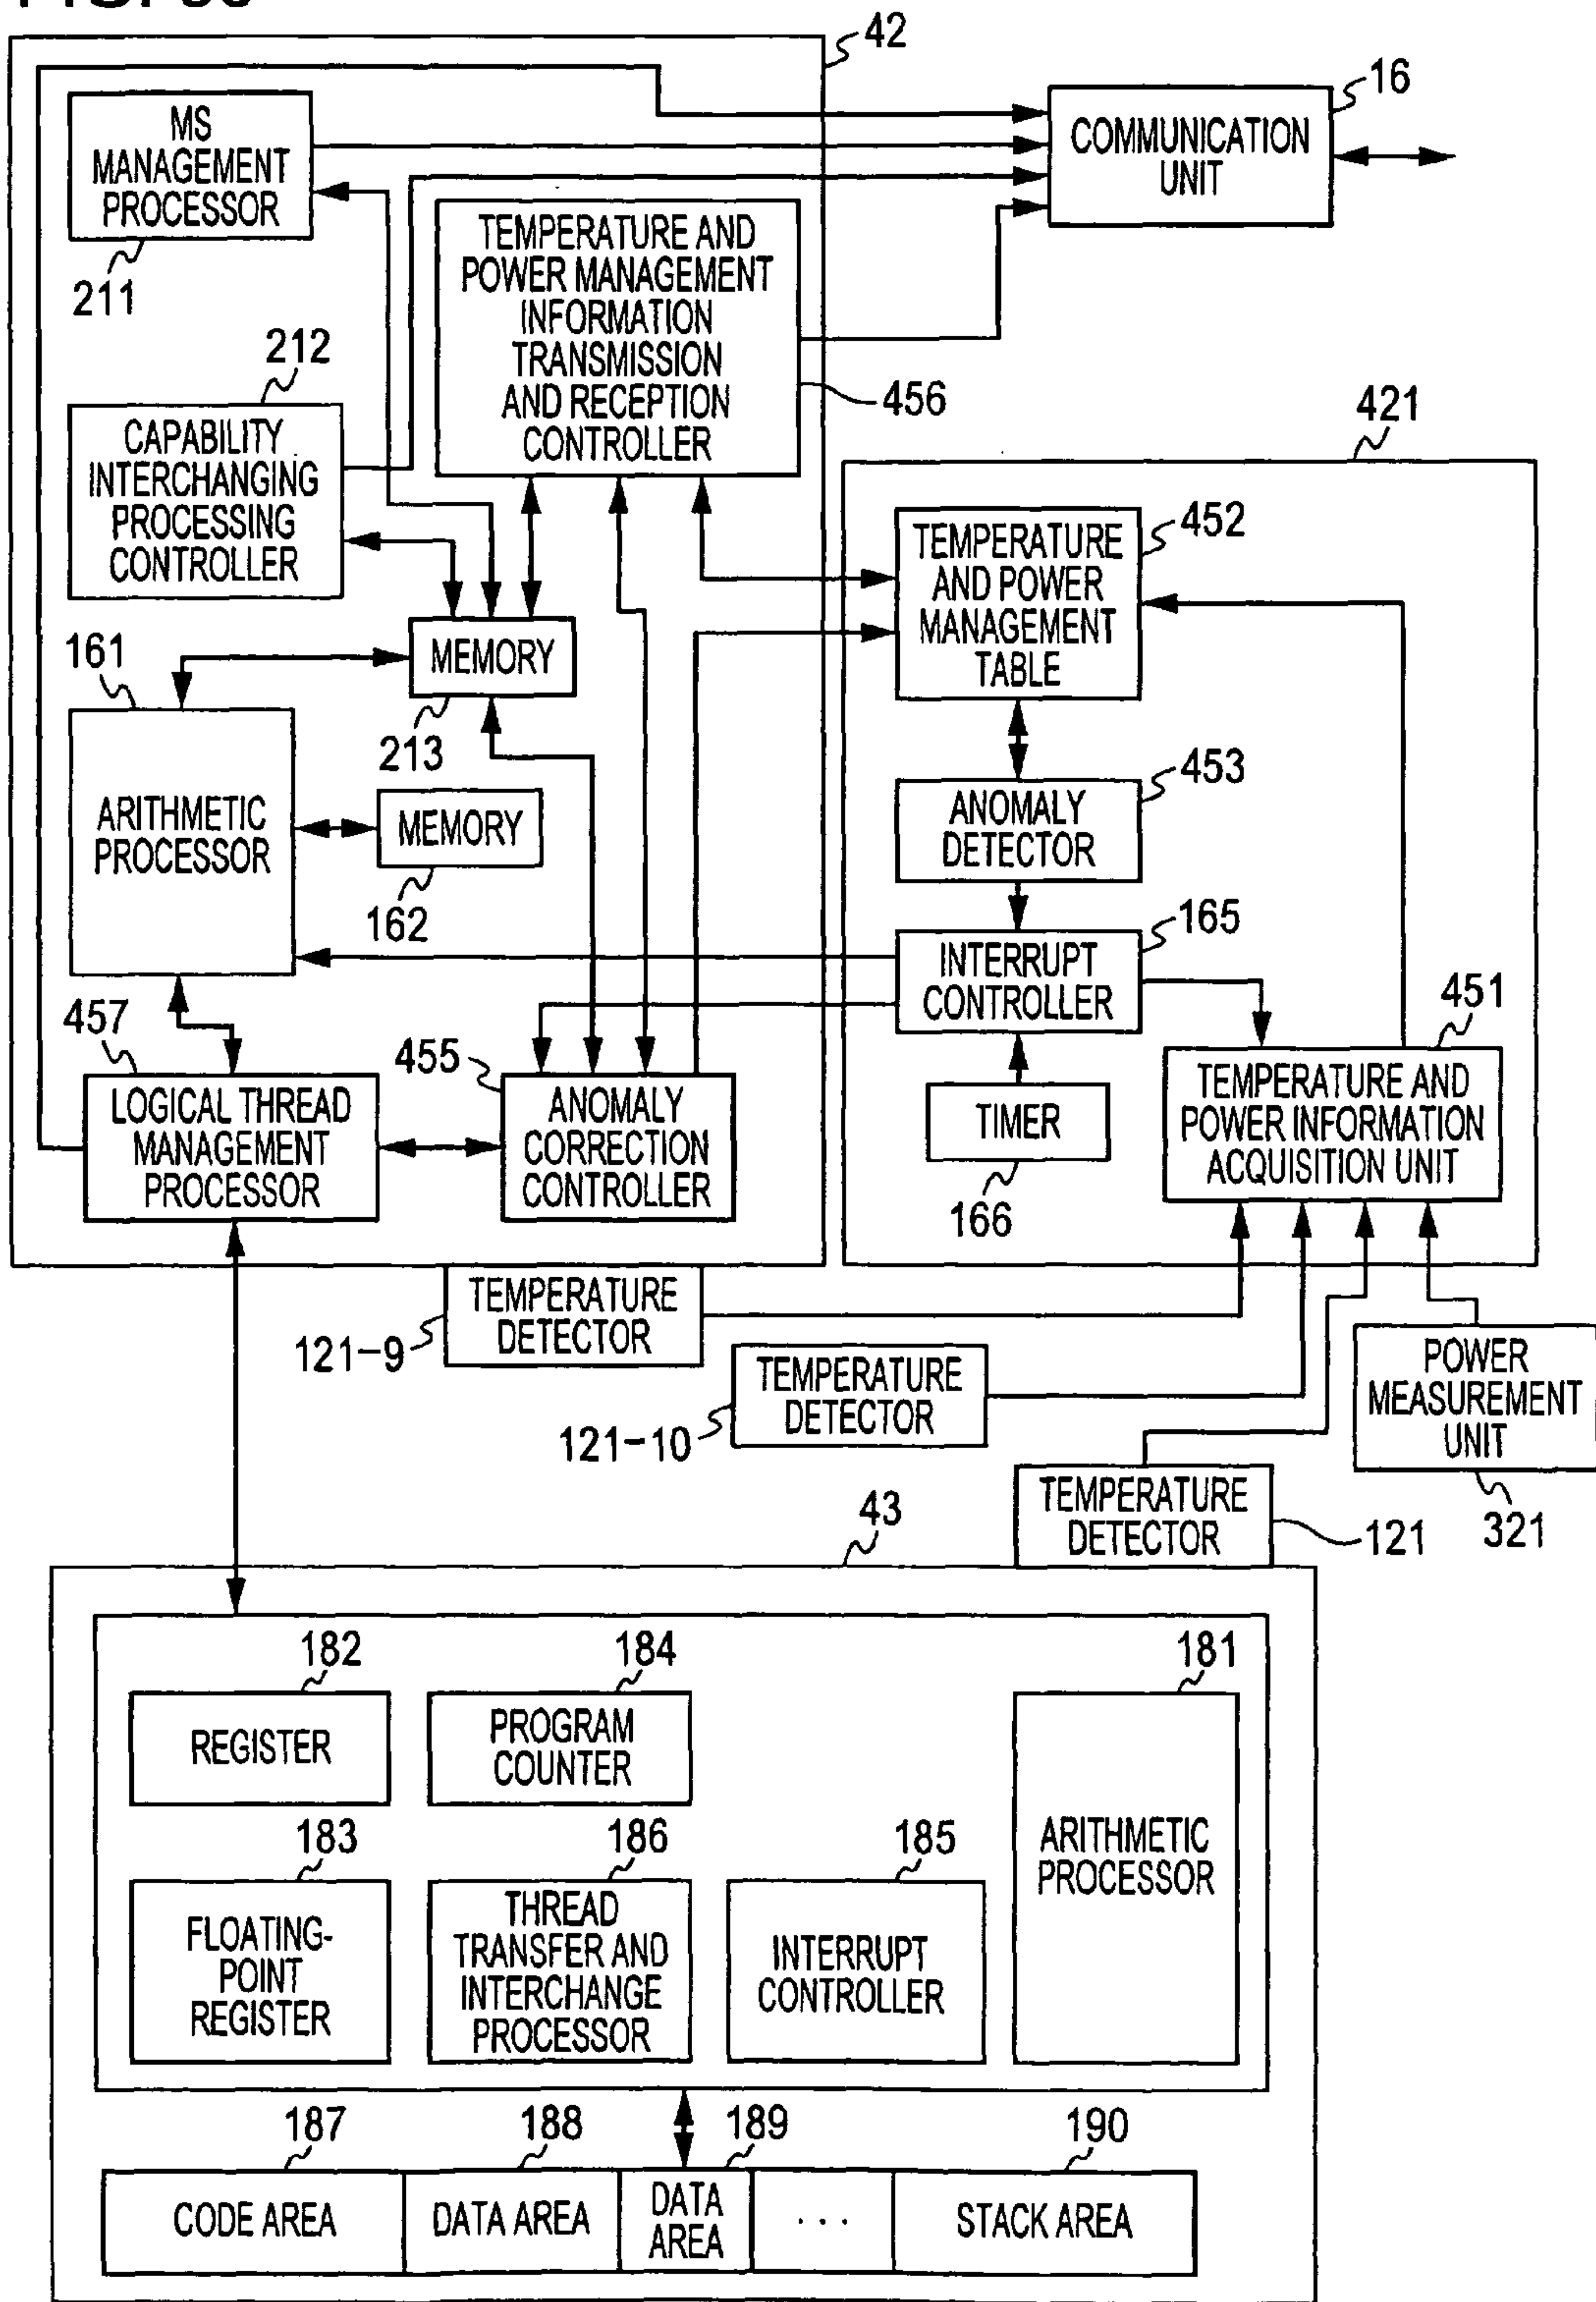 42
16
MS
MANAGEMENT
PROCESSOR
211
COMMUNICATION
UNIT
TEMPERATURE AND
POWER MANAGEMENT
INFORMATION
TRANSMISSION
AND RECEPTION
CONTROLLER
456
212
CAPABILITY
INTERCHANGING
PROCESSING
CONTROLLER
421
TEMPERATURE
AND POWER
MANAGEMENT
TABLE
452
161
MEMORY
213
ARITHMETIC
PROCESSOR
MEMORY
162
453
ANOMALY
DETECTOR
165
INTERRUPT
CONTROLLER
451
457
LOGICAL THREAD
MANAGEMENT
PROCESSOR
455
ANOMALY
CORRECTION
CONTROLLER
TIMER
166
TEMPERATURE AND
POWER INFORMATION
ACQUISITION UNIT
TEMPERATURE
DETECTOR
121-9
TEMPERATURE
DETECTOR
121-10
POWER
MEASUREMENT
UNIT
321
TEMPERATURE
DETECTOR
121
43
182
REGISTER
184
PROGRAM
COUNTER
181
ARITHMETIC
PROCESSOR
183
FLOATING-
POINT
REGISTER
186
THREAD
TRANSFER AND
INTERCHANGE
PROCESSOR
185
INTERRUPT
CONTROLLER
187
188
189
190
CODE AREA
DATA AREA
DATA
AREA
...
STACK AREA